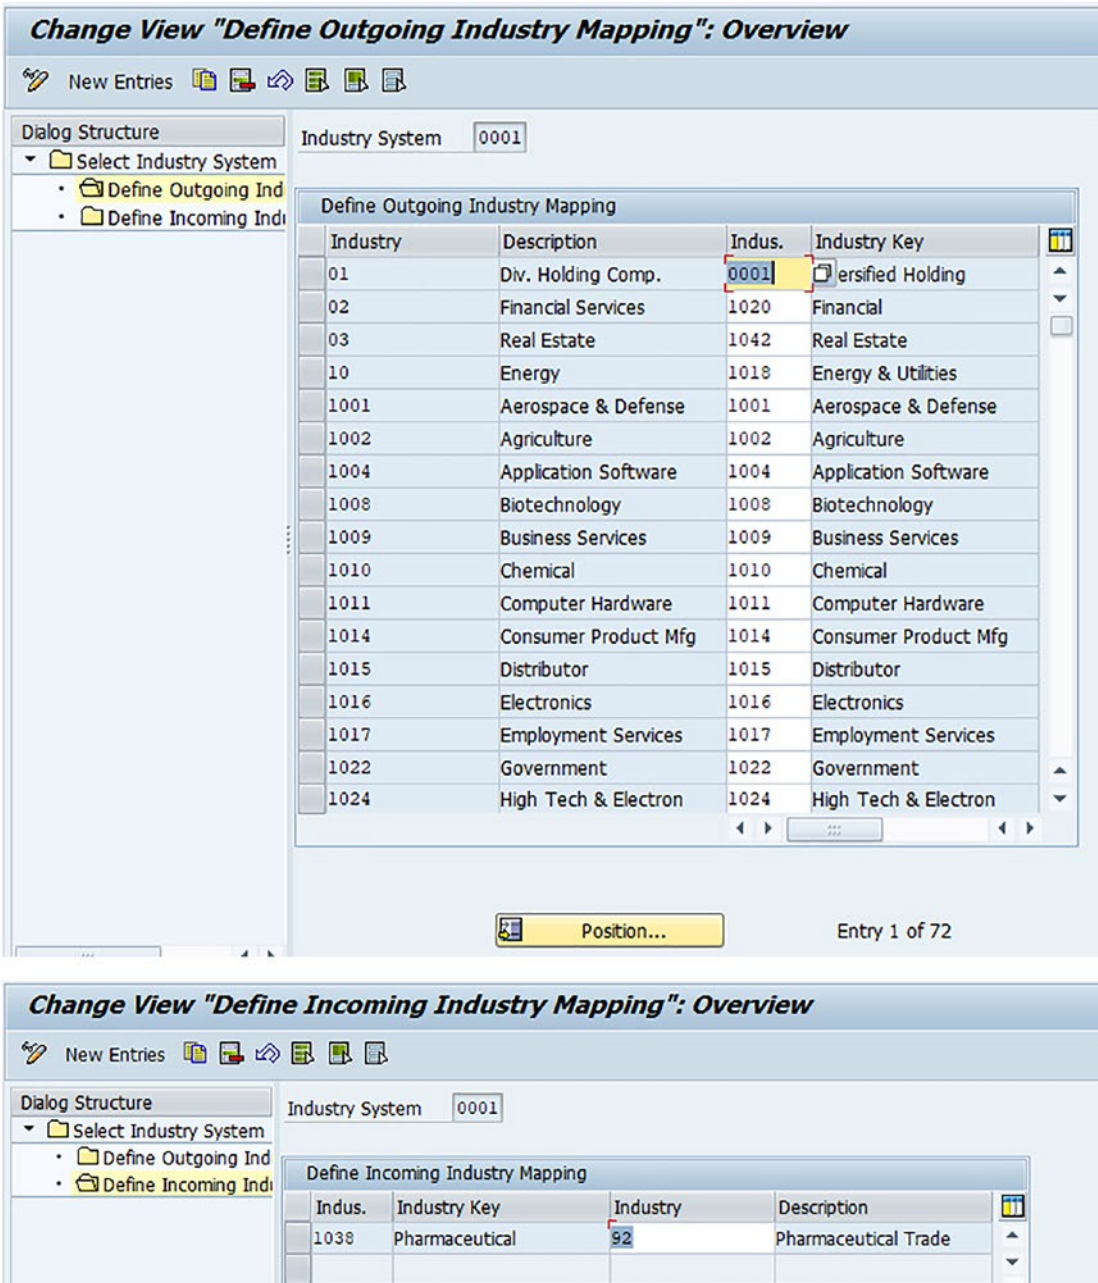 Change View "Define Outgoing Industry Mapping": Overview
New Entries
Dialog Structure
Select Industry System
Define Outgoing Ind
Define Incoming Indu
Industry System 0001
Define Outgoing Industry Mapping
Industry Description Indus. Industry Key
01 Div. Holding Comp. 0001 ersified Holding
02 Financial Services 1020 Financial
03 Real Estate 1042 Real Estate
10 Energy 1018 Energy & Utilities
1001 Aerospace & Defense 1001 Aerospace & Defense
1002 Agriculture 1002 Agriculture
1004 Application Software 1004 Application Software
1008 Biotechnology 1008 Biotechnology
1009 Business Services 1009 Business Services
1010 Chemical 1010 Chemical
1011 Computer Hardware 1011 Computer Hardware
1014 Consumer Product Mfg 1014 Consumer Product Mfg
1015 Distributor 1015 Distributor
1016 Electronics 1016 Electronics
1017 Employment Services 1017 Employment Services
1022 Government 1022 Government
1024 High Tech & Electron 1024 High Tech & Electron
Position... Entry 1 of 72
Change View "Define Incoming Industry Mapping": Overview
New Entries
Dialog Structure
Select Industry System
Define Outgoing Ind
Define Incoming Indu
Industry System 0001
Define Incoming Industry Mapping
Indus. Industry Key Industry Description
1038 Pharmaceutical 92 Pharmaceutical Trade